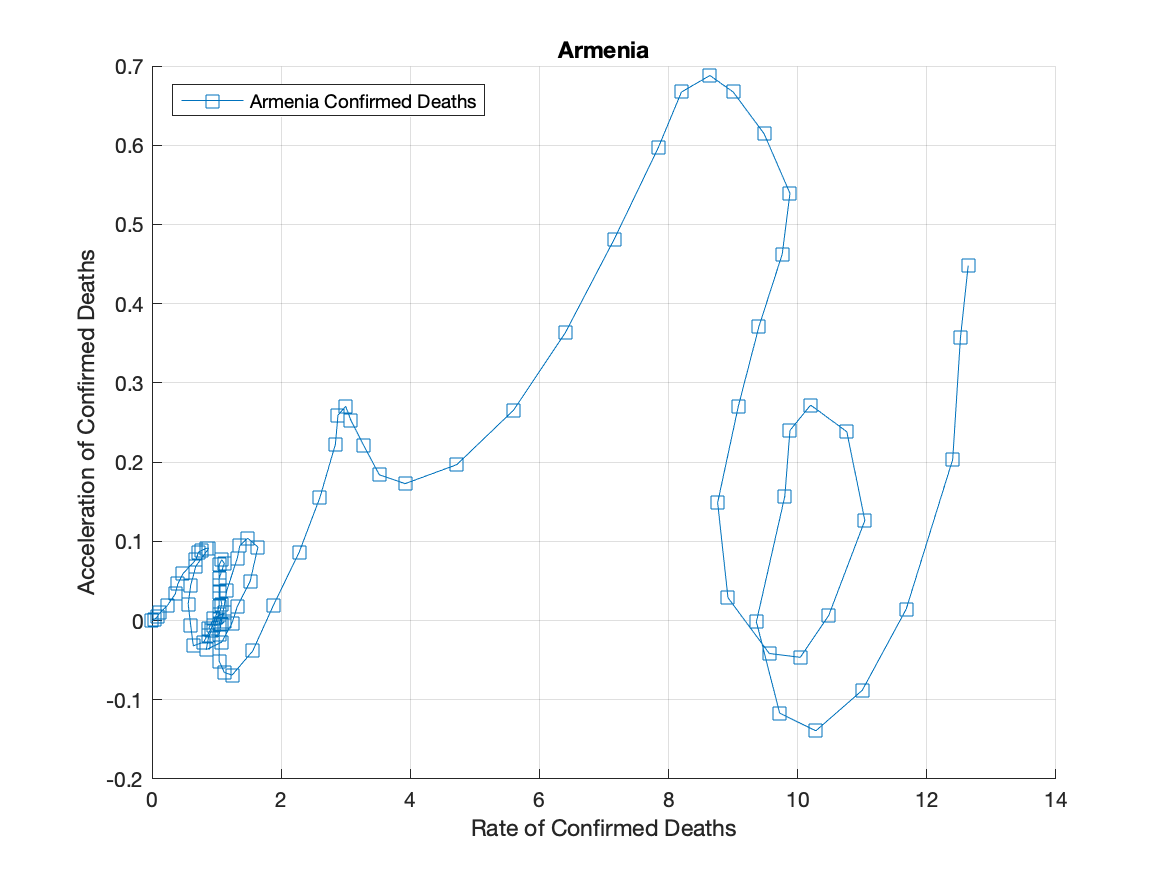 Armenia
Armenia Confirmed Deaths
0.7
0.6
0.5
0.4
0.3
0.2
0.1
0
-0.1
-0.2
Acceleration of Confirmed Deaths
0 2 4 6 8 10 12 14
Rate of Confirmed Deaths